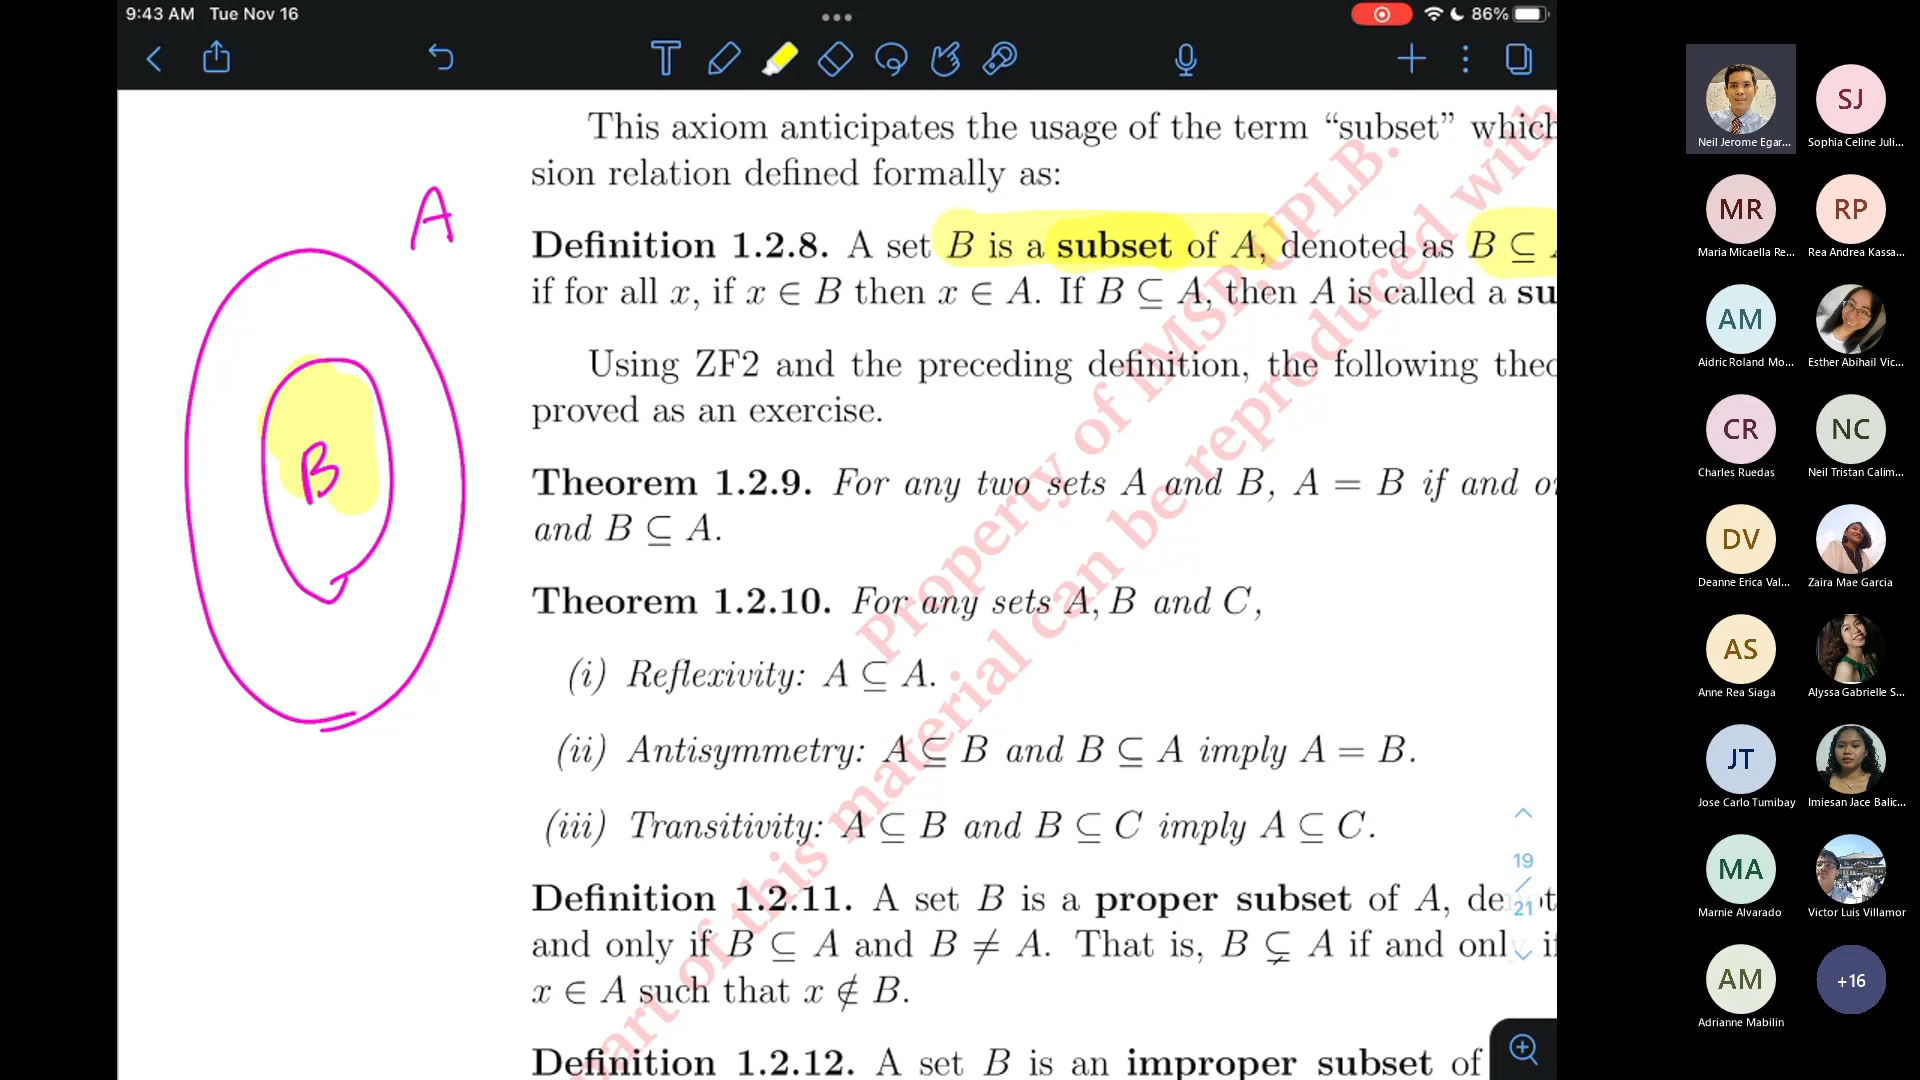 9:43 AM Tue Nov 16
86%
This axiom anticipates the usage of the term “subset” which
sion relation defined formally as:
Definition 1.2.8. A set B is a subset of A, denoted as B ⊆
if for all x, if x ∈ B then x ∈ A. If B ⊆ A, then A is called a su
Using ZF2 and the preceding definition, the following theo
proved as an exercise.
Theorem 1.2.9. For any two sets A and B, A = B if and o
and B ⊆ A.
Theorem 1.2.10. For any sets A, B and C,
(i) Reflexivity: A ⊆ A.
(ii) Antisymmetry: A ⊆ B and B ⊆ A imply A = B.
(iii) Transitivity: A ⊆ B and B ⊆ C imply A ⊆ C.
Definition 1.2.11. A set B is a proper subset of A, de
and only if B ⊆ A and B ≠ A. That is, B ⊊ A if and only i
x ∈ A such that x ∉ B.
Definition 1.2.12. A set B is an improper subset of
Property of IMSP, UPLB.
part of this material can be reproduced with
A
B
19
/
21
Neil Jerome Egar...
SJ
Sophia Celine Juli...
MR
Maria Micaella Re...
RP
Rea Andrea Kassa...
AM
Aidric Roland Mo...
Esther Abihail Vic...
CR
Charles Ruedas
NC
Neil Tristan Calim...
DV
Deanne Erica Val...
Zaira Mae Garcia
AS
Anne Rea Siaga
Alyssa Gabrielle S...
JT
Jose Carlo Tumibay
Imiesan Jace Balic...
MA
Marnie Alvarado
Victor Luis Villamor
AM
Adrianne Mabilin
+16